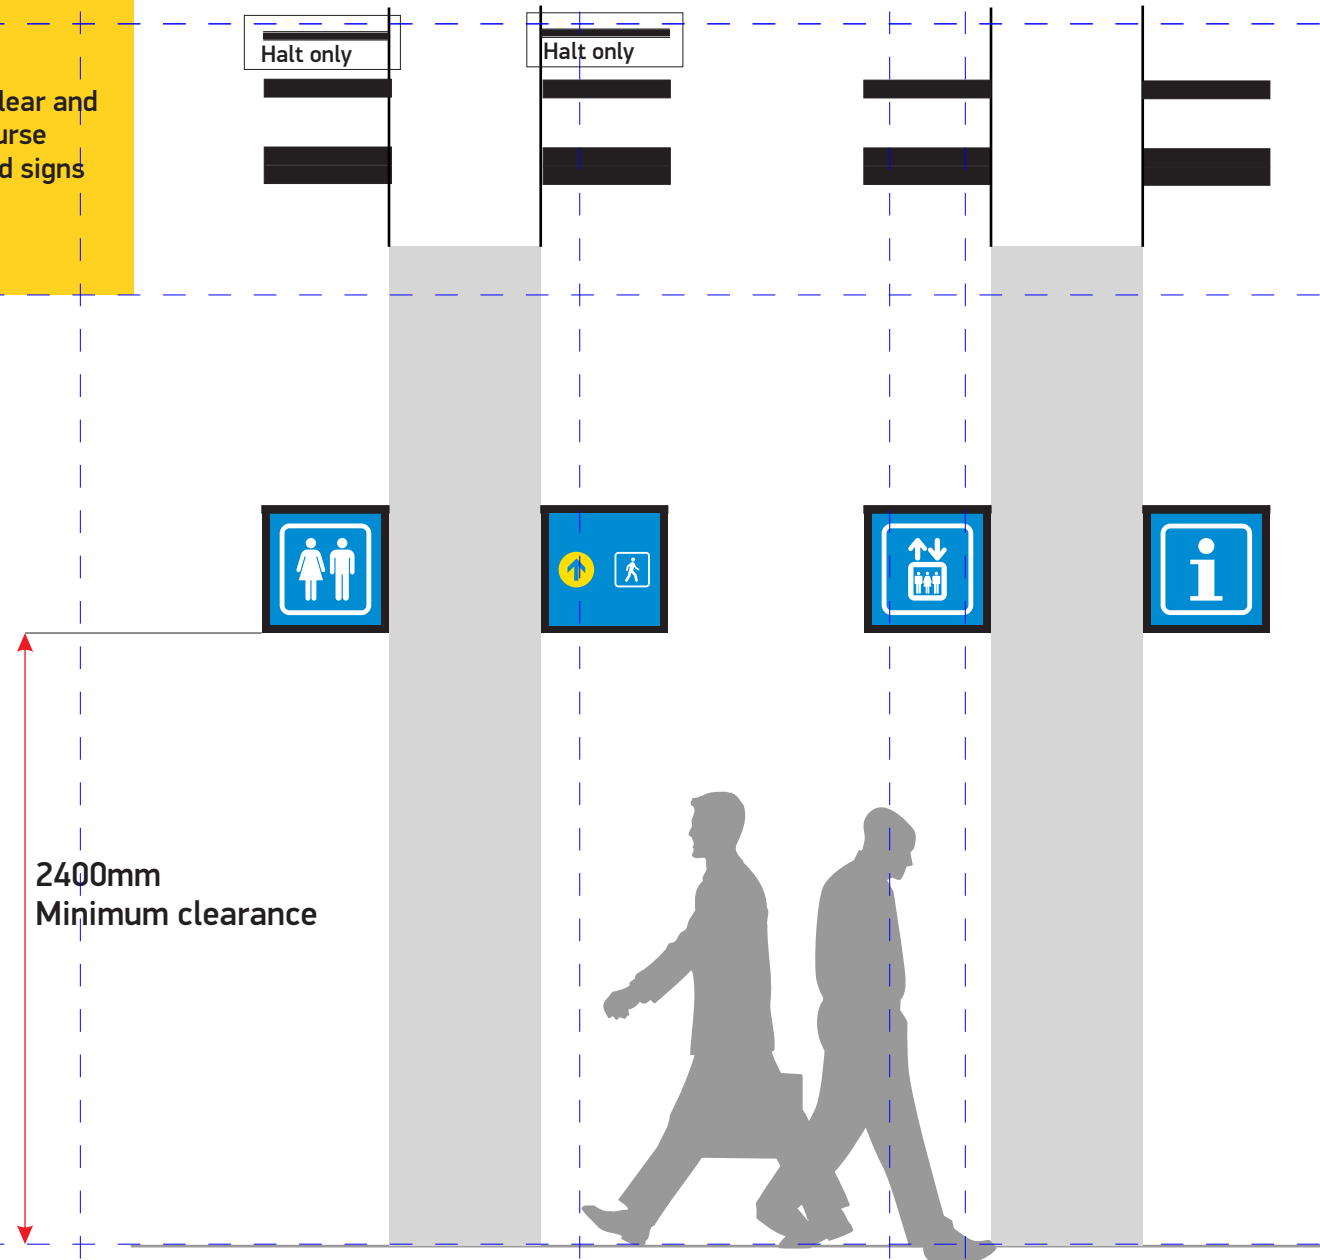 Halt only
Halt only
lear and
urse
d signs
2400mm
Minimum clearance